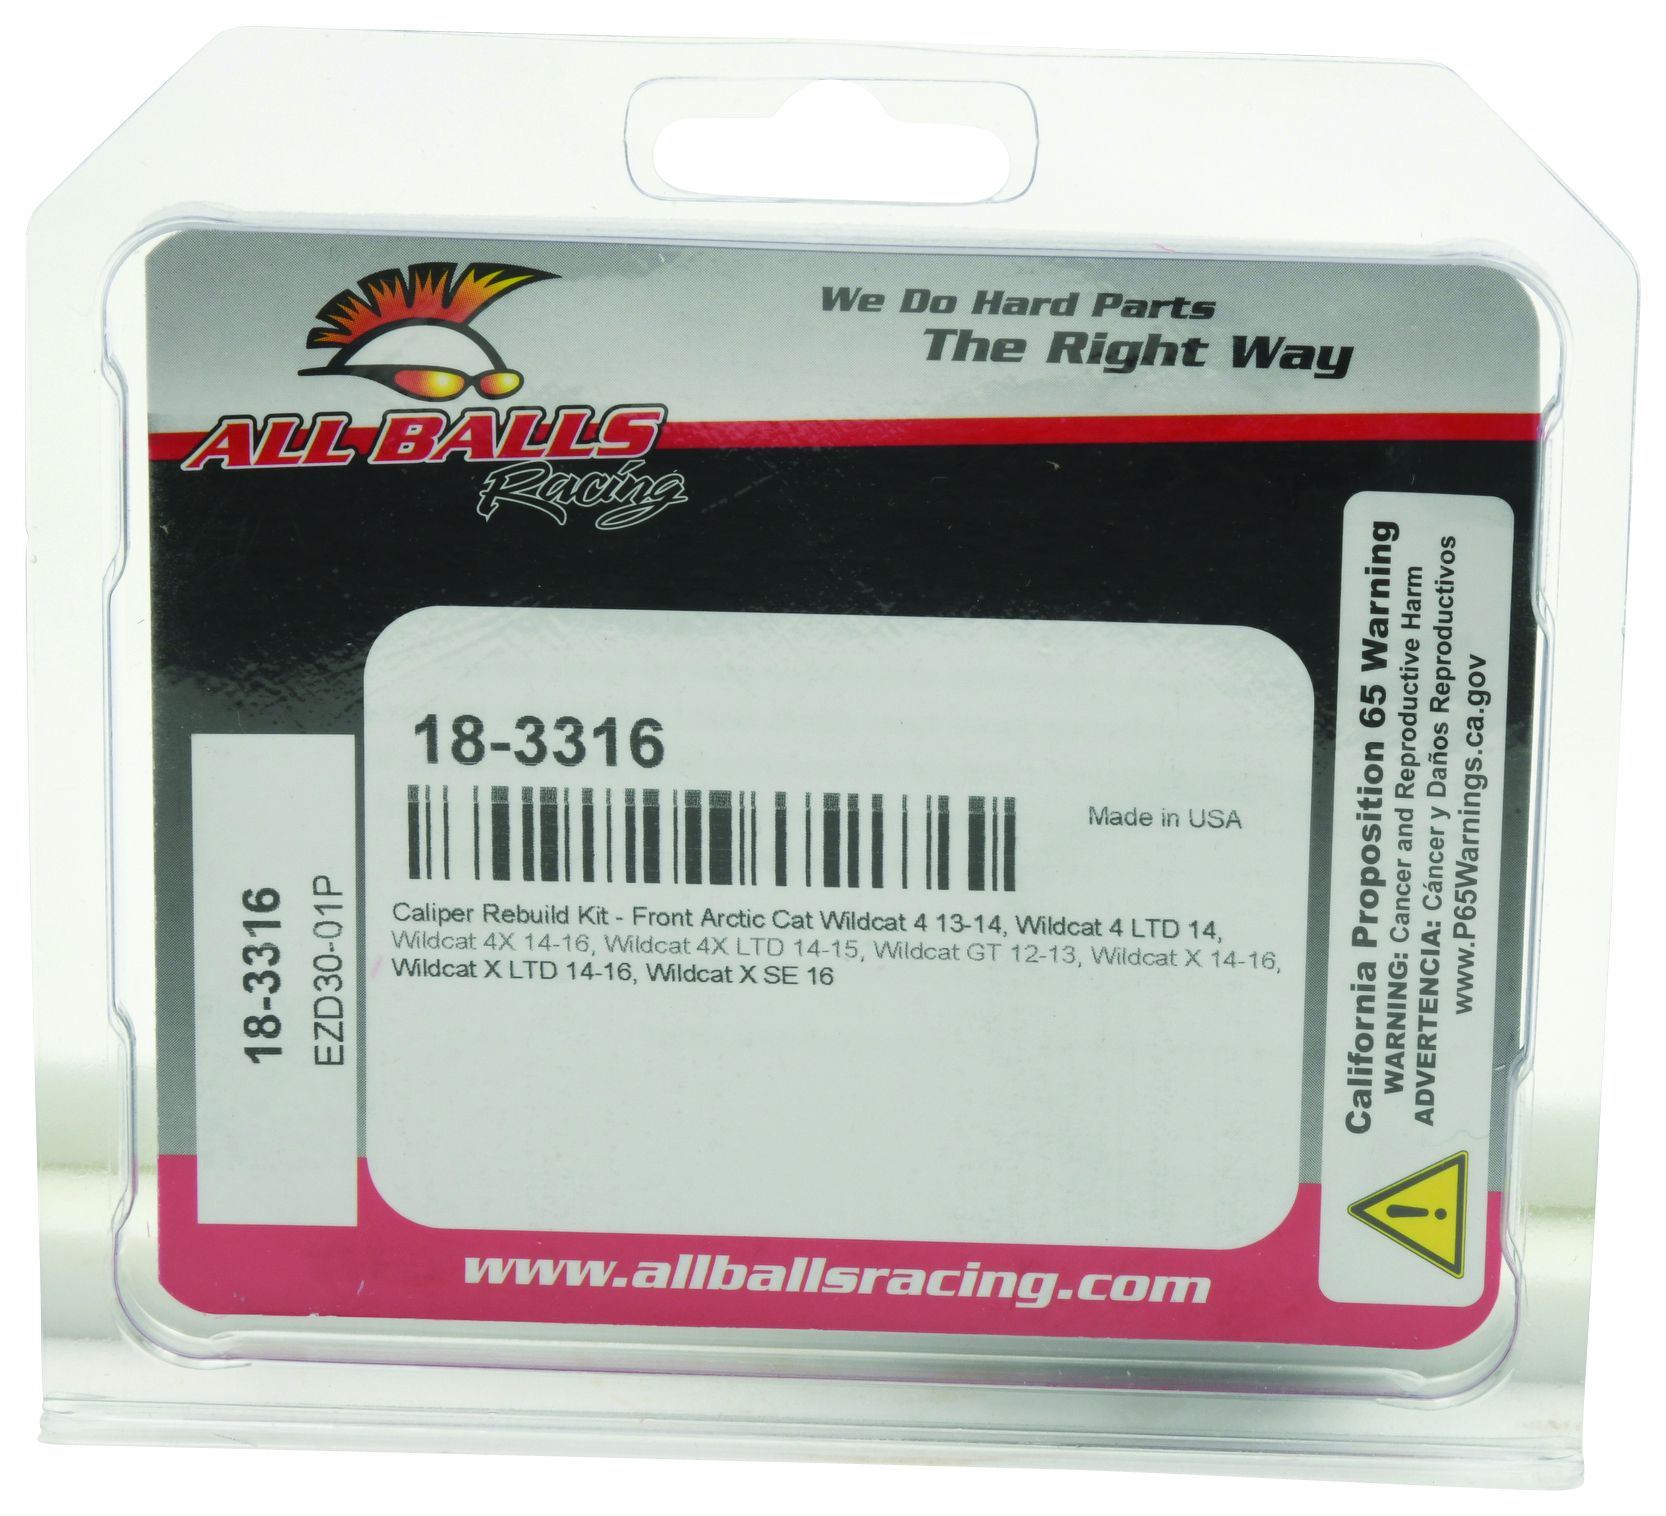 We Do Hard Parts
The Right Way
ALL BALLS
Racing
18-3316
Made in USA
Caliper Rebuild Kit - Front Arctic Cat Wildcat 4 13-14, Wildcat 4 LTD 14,
Wildcat 4X 14-16, Wildcat 4X LTD 14-15, Wildcat GT 12-13, Wildcat X 14-16,
Wildcat X LTD 14-16, Wildcat X SE 16
18-3316
EZD30-01P
California Proposition 65 Warning
WARNING: Cancer and Reproductive Harm
ADVERTENCIA: Cáncer y Daños Reproductivos
www.P65Warnings.ca.gov
www.allballsracing.com